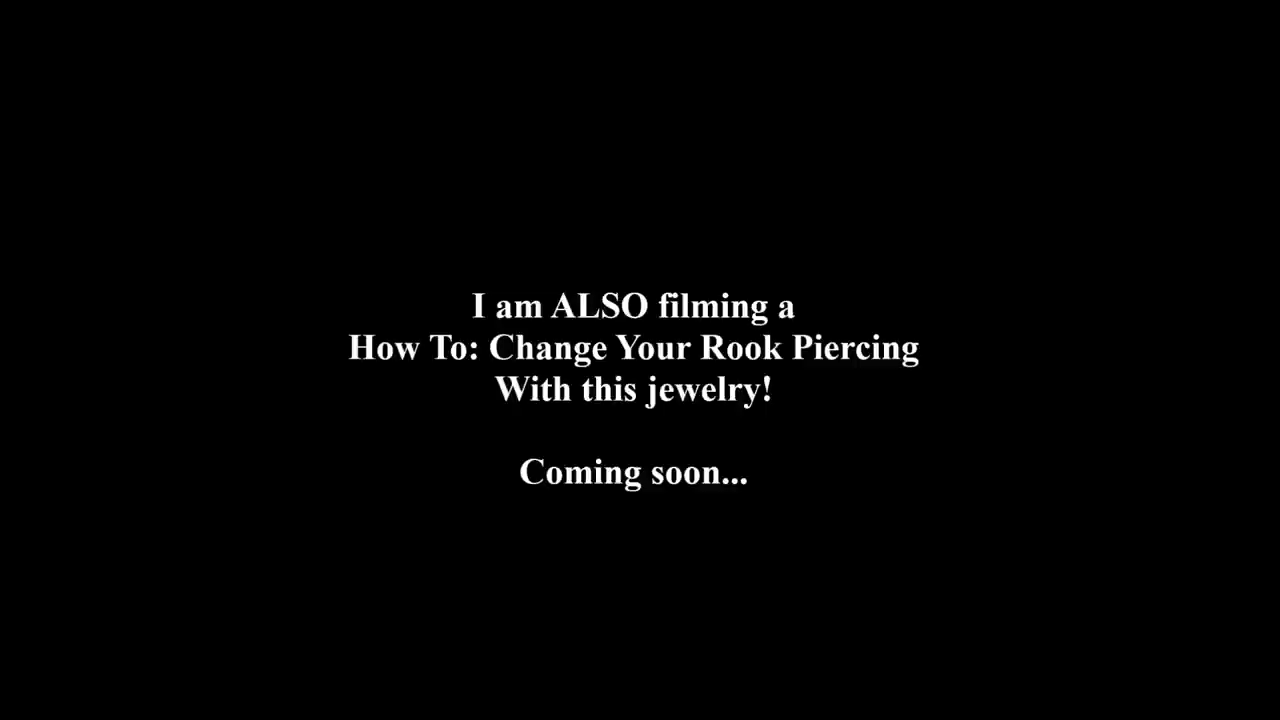 I am ALSO filming a
How To: Change Your Rook Piercing
With this jewelry!
Coming soon...